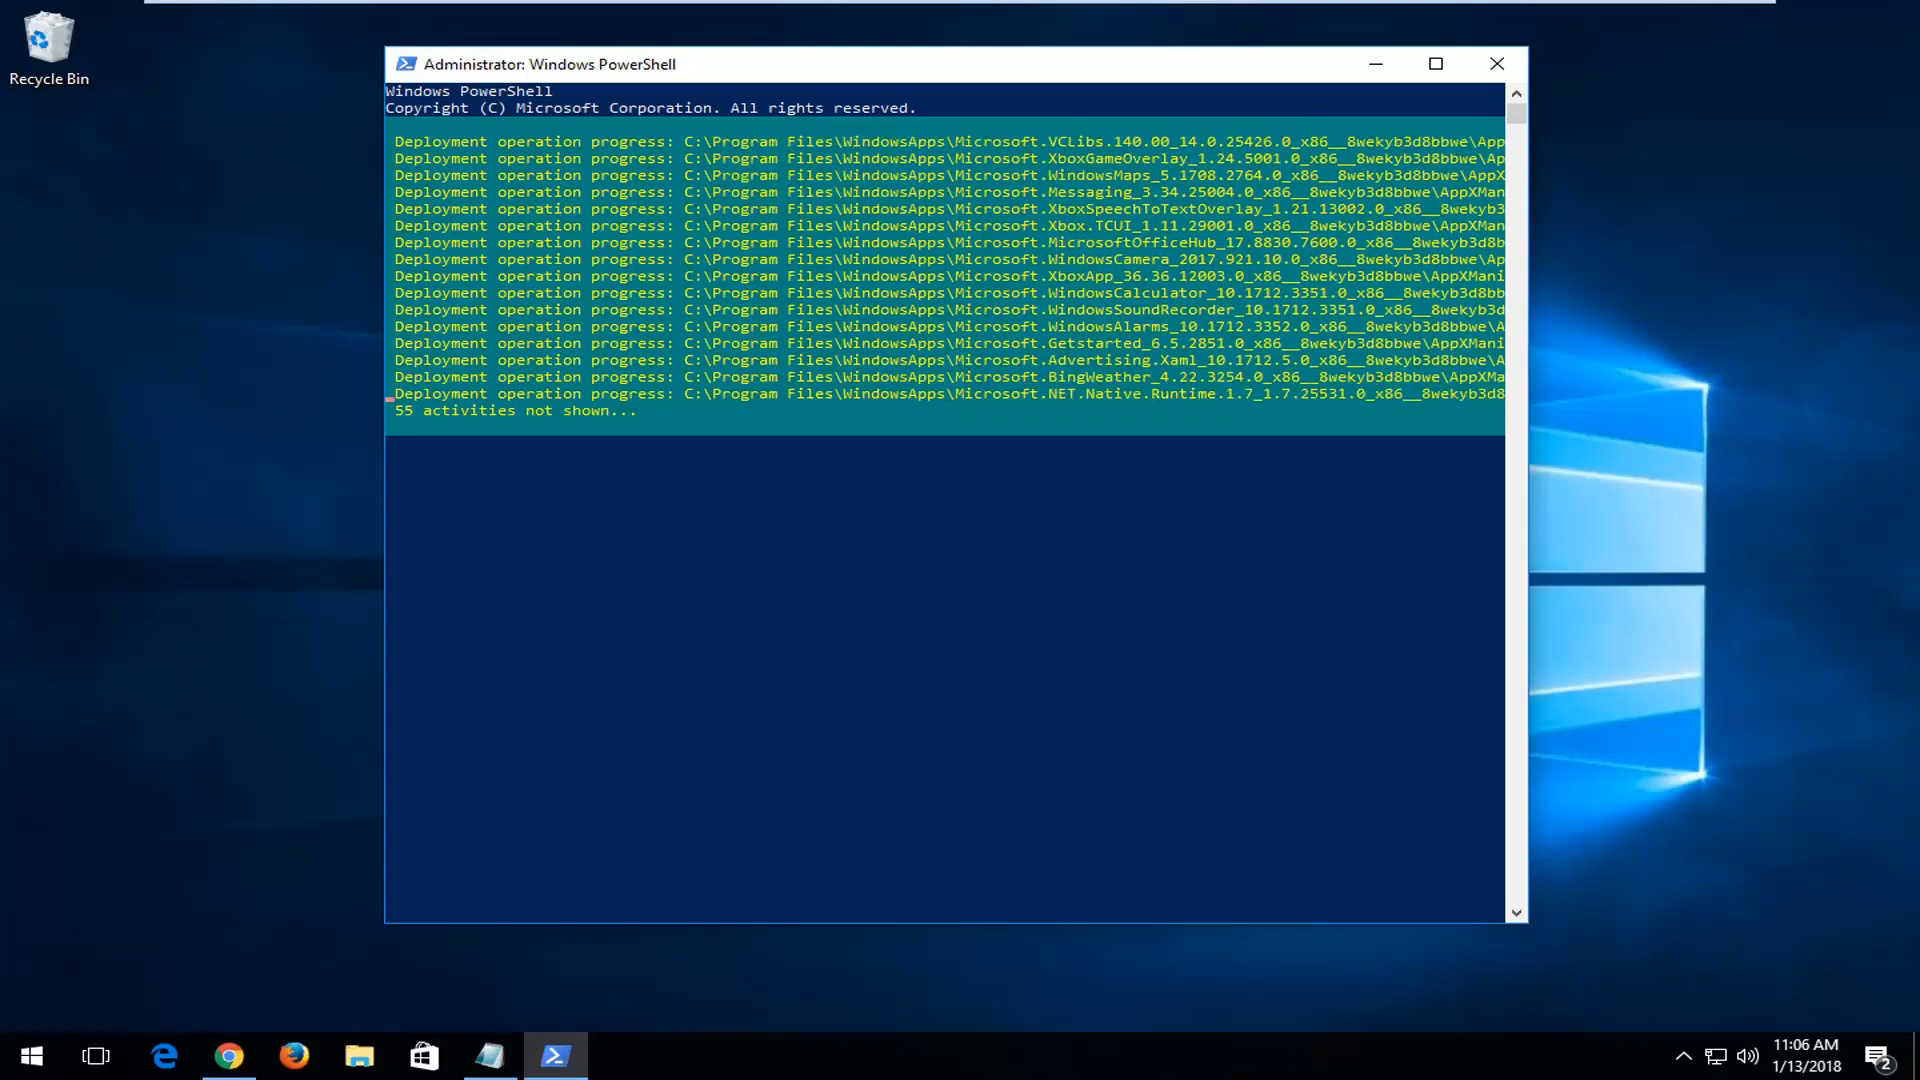 Recycle Bin
Administrator: Windows PowerShell
Windows PowerShell
Copyright (C) Microsoft Corporation. All rights reserved.
Deployment operation progress: C:\Program Files\WindowsApps\Microsoft.VCLibs.140.00_14.0.25426.0_x86__8wekyb3d8bbwe\App
Deployment operation progress: C:\Program Files\WindowsApps\Microsoft.XboxGameOverlay_1.24.5001.0_x86__8wekyb3d8bbwe\Ap
Deployment operation progress: C:\Program Files\WindowsApps\Microsoft.WindowsMaps_5.1708.2764.0_x86__8wekyb3d8bbwe\AppX
Deployment operation progress: C:\Program Files\WindowsApps\Microsoft.Messaging_3.34.25004.0_x86__8wekyb3d8bbwe\AppXMan
Deployment operation progress: C:\Program Files\WindowsApps\Microsoft.XboxSpeechToTextOverlay_1.21.13002.0_x86__8wekyb3
Deployment operation progress: C:\Program Files\WindowsApps\Microsoft.Xbox.TCUI_1.11.29001.0_x86__8wekyb3d8bbwe\AppXMan
Deployment operation progress: C:\Program Files\WindowsApps\Microsoft.MicrosoftOfficeHub_17.8830.7600.0_x86__8wekyb3d8b
Deployment operation progress: C:\Program Files\WindowsApps\Microsoft.WindowsCamera_2017.921.10.0_x86__8wekyb3d8bbwe\Ap
Deployment operation progress: C:\Program Files\WindowsApps\Microsoft.XboxApp_36.36.12003.0_x86__8wekyb3d8bbwe\AppXMani
Deployment operation progress: C:\Program Files\WindowsApps\Microsoft.WindowsCalculator_10.1712.3351.0_x86__8wekyb3d8bb
Deployment operation progress: C:\Program Files\WindowsApps\Microsoft.WindowsSoundRecorder_10.1712.3351.0_x86__8wekyb3d
Deployment operation progress: C:\Program Files\WindowsApps\Microsoft.WindowsAlarms_10.1712.3352.0_x86__8wekyb3d8bbwe\A
Deployment operation progress: C:\Program Files\WindowsApps\Microsoft.Getstarted_6.5.2851.0_x86__8wekyb3d8bbwe\AppXMani
Deployment operation progress: C:\Program Files\WindowsApps\Microsoft.Advertising.Xaml_10.1712.5.0_x86__8wekyb3d8bbwe\A
Deployment operation progress: C:\Program Files\WindowsApps\Microsoft.BingWeather_4.22.3254.0_x86__8wekyb3d8bbwe\AppXMa
Deployment operation progress: C:\Program Files\WindowsApps\Microsoft.NET.Native.Runtime.1.7_1.7.25531.0_x86__8wekyb3d8
55 activities not shown...
11:06 AM
1/13/2018
2